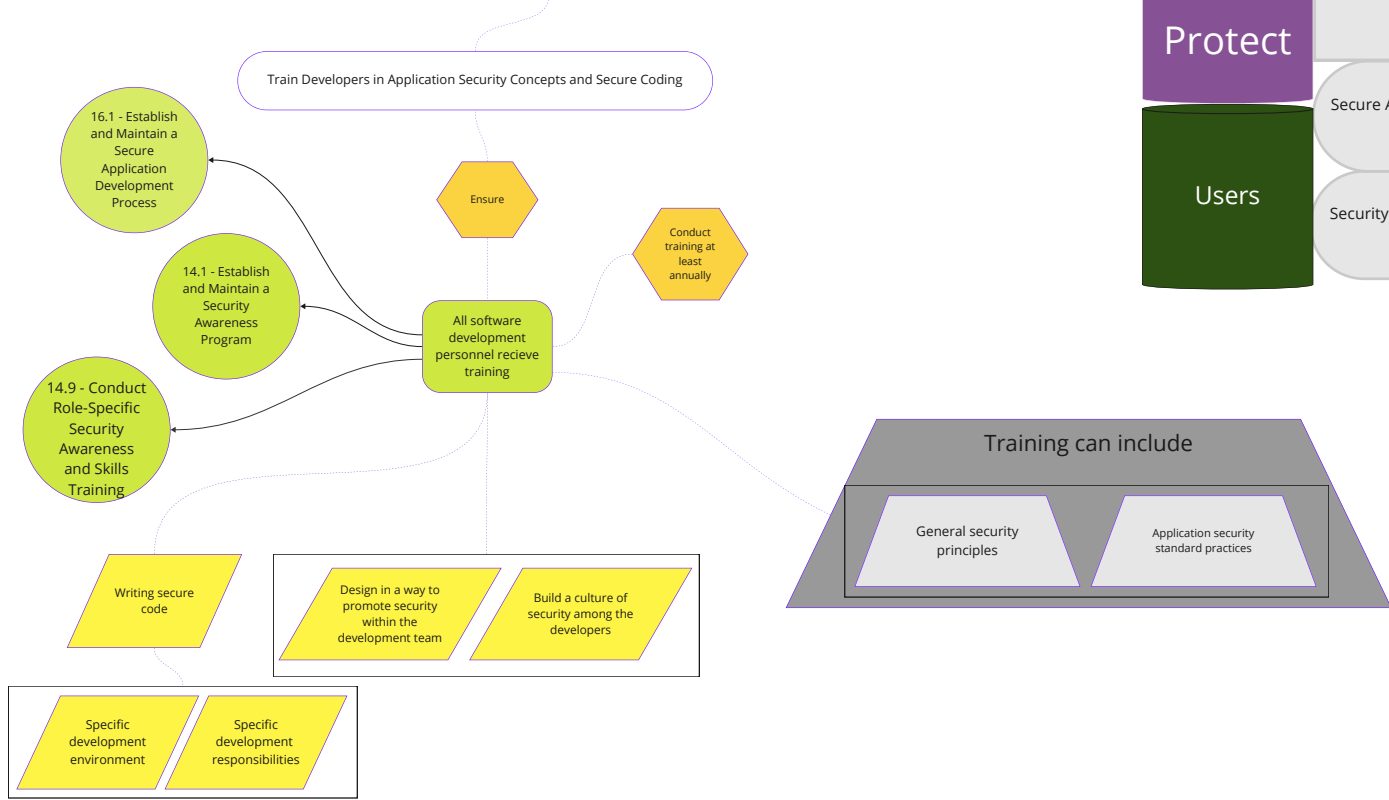 Protect
Train Developers in Application Security Concepts and Secure Coding
Secure
16.1 - Establish
and Maintain a
Secure
Application
Development
Process
Ensure
Users
Security
Conduct
training at
least
annually
14.1 - Establish
and Maintain a
Security
Awareness
Program
All software
development
personnel recieve
training
14.9 - Conduct
Role-Specific
Security
Awareness
and Skills
Training
Training can include
General security
principles
Application security
standard practices
Writing secure
code
Design in a way to
promote security
within the
development team
Build a culture of
security among the
developers
Specific
development
environment
Specific
development
responsibilities